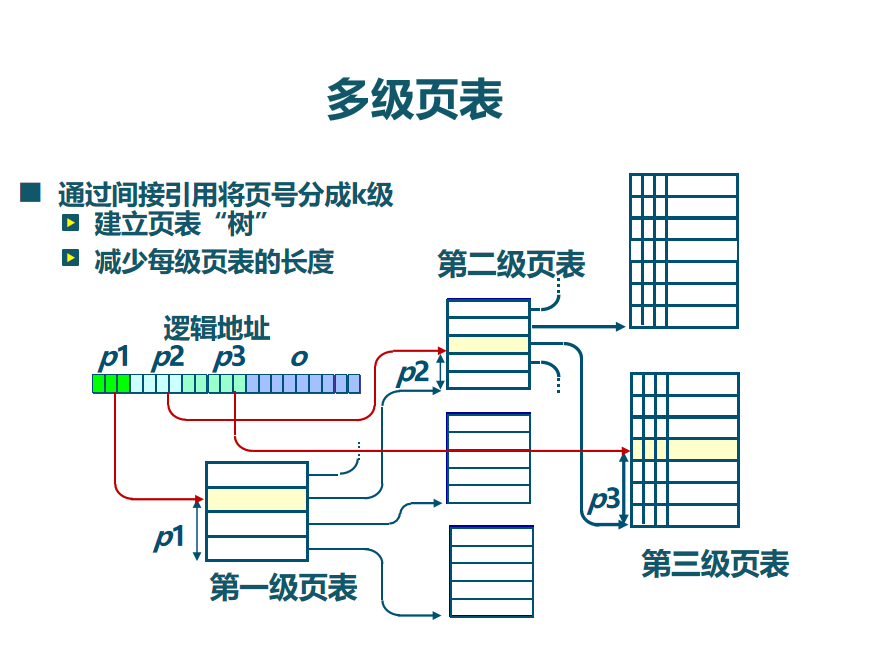 多级页表
通过间接引用将页号分成k级
建立页表“树”
减少每级页表的长度
第二级页表
逻辑地址
p1 p2 p3 o
p2
p3
p1
第三级页表
第一级页表